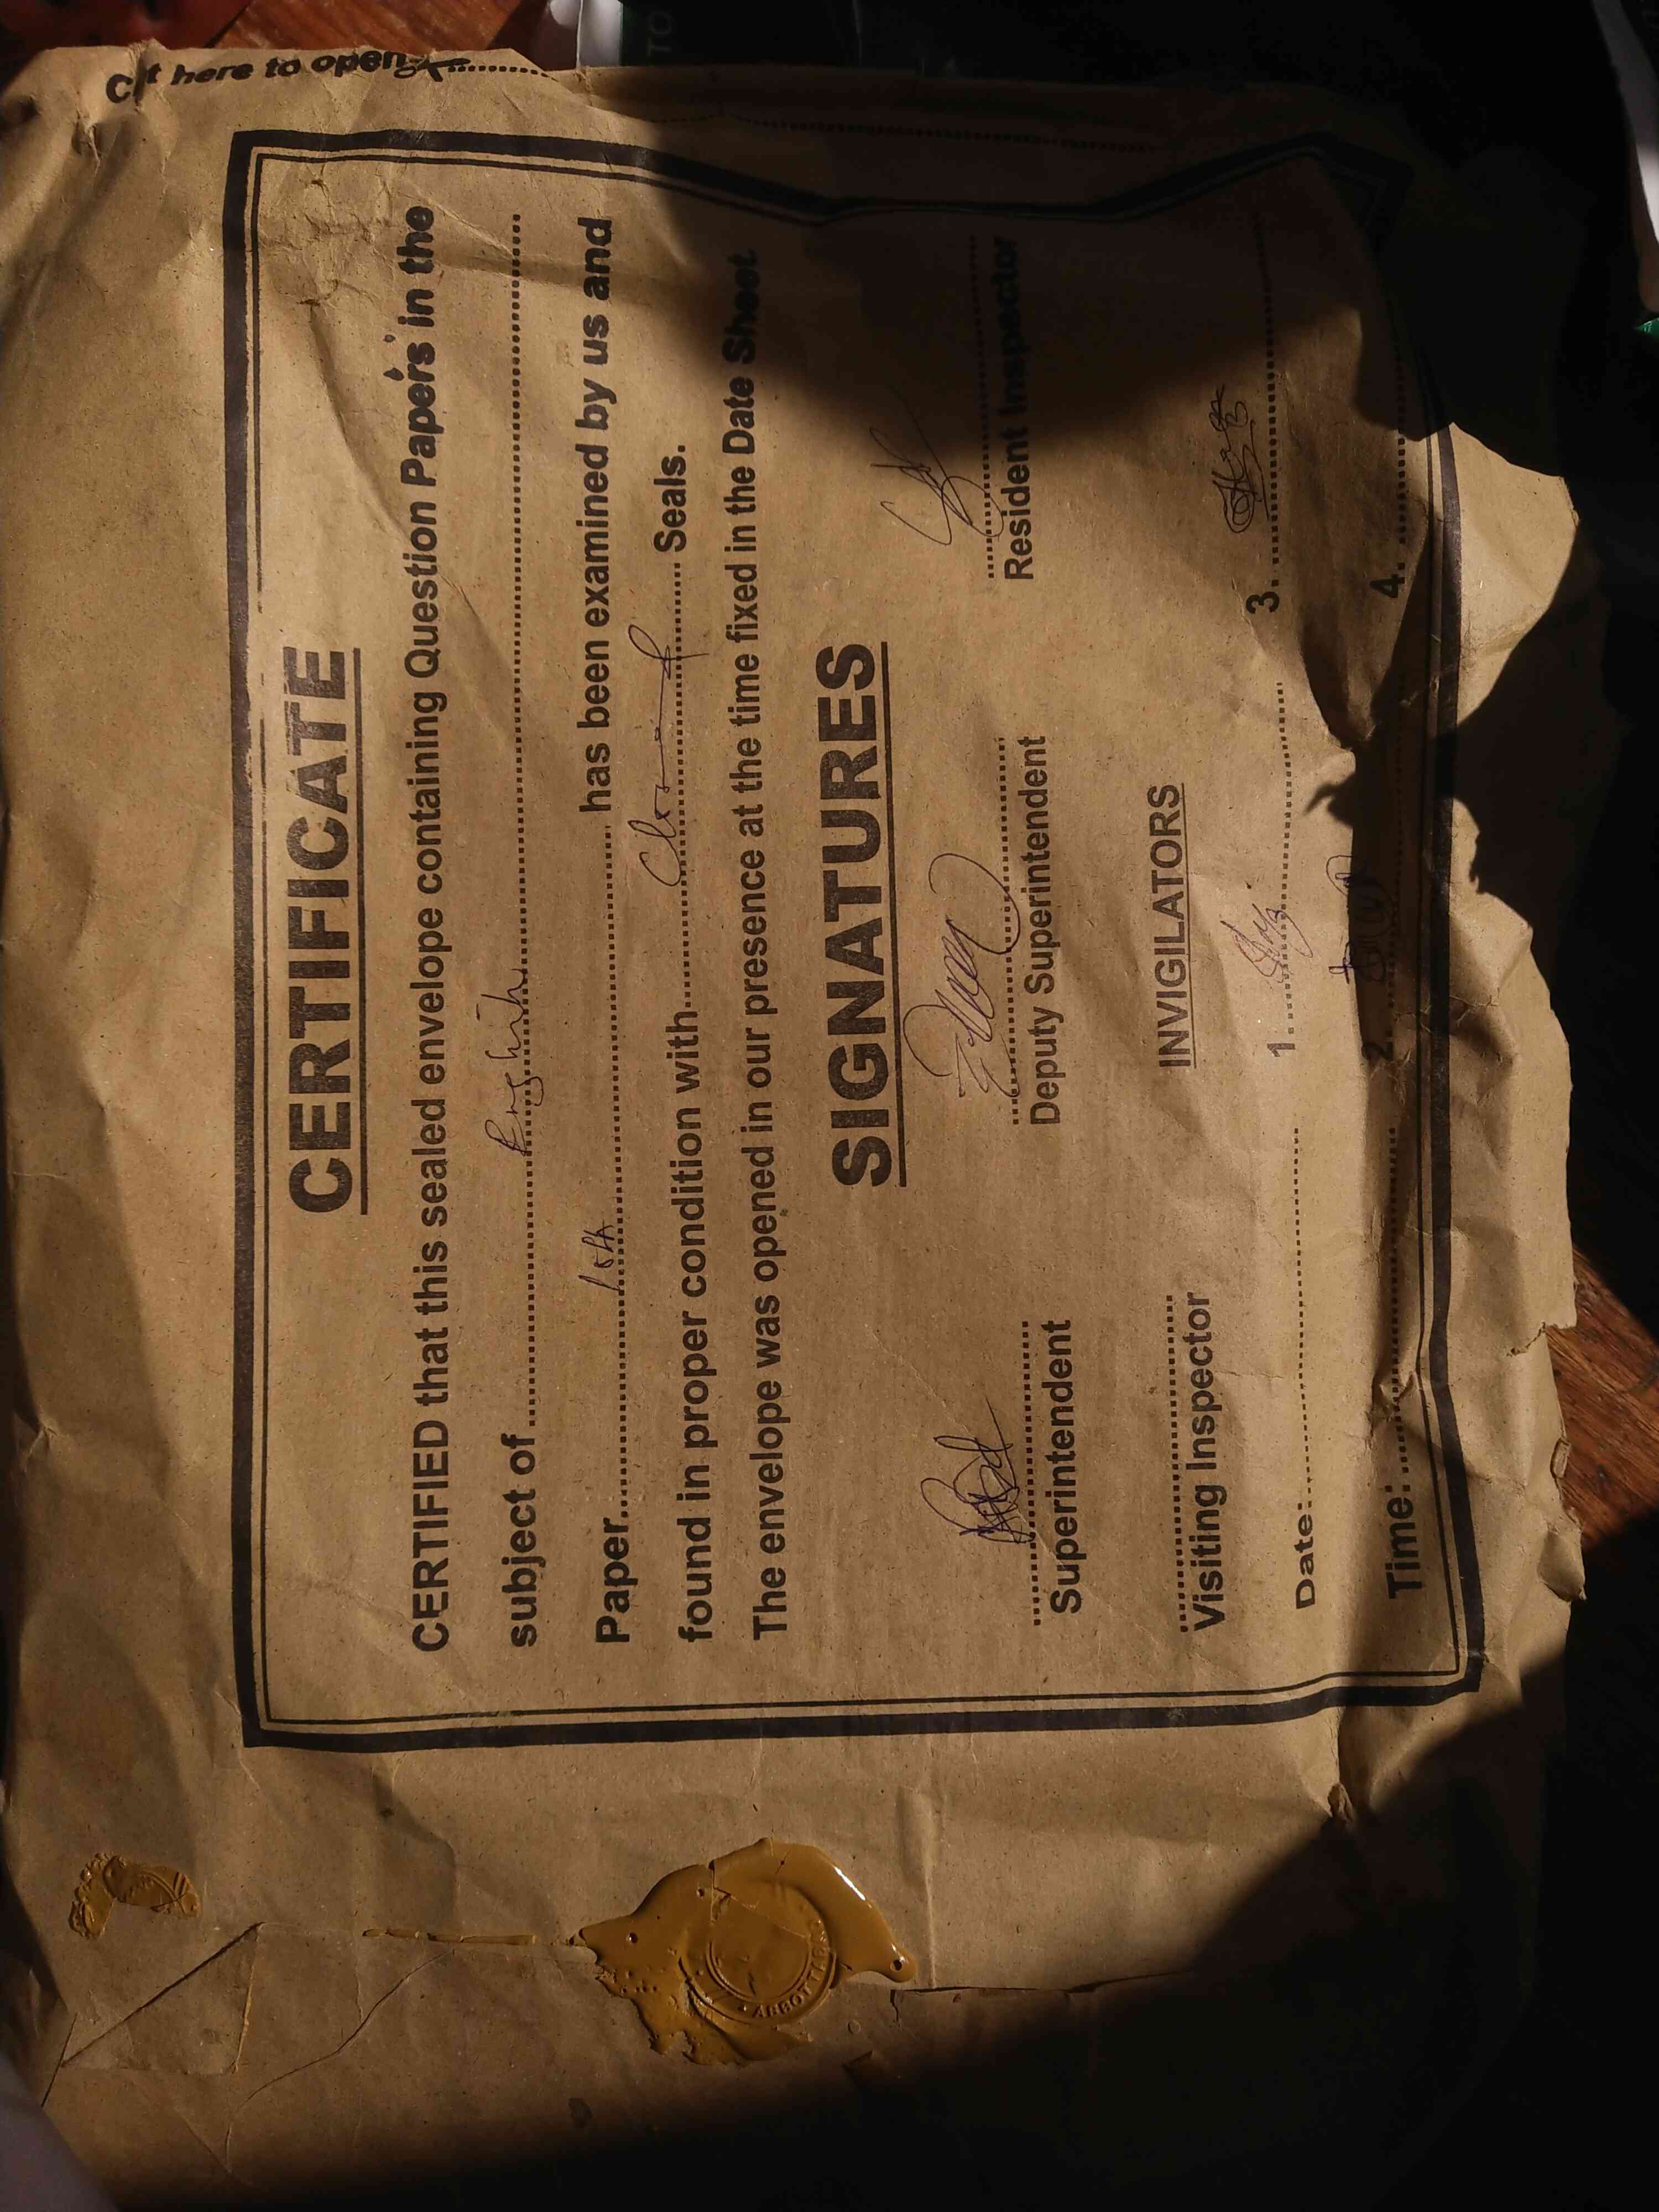 Cut here to open
CERTIFICATE
CERTIFIED that this sealed envelope containing Question Papers in the
subject of English
Paper 10th has been examined by us and
found in proper condition with Seals.
The envelope was opened in our presence at the time fixed in the Date Sheet
SIGNATURES
Superintendent Deputy Superintendent Resident Inspector
INVIGILATORS
Visiting Inspector
1. 3.
Date:
2. 4.
Time:
ABBOTTABAD